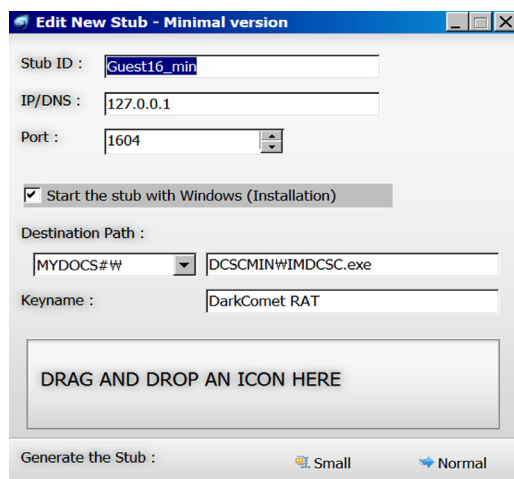 Edit New Stub - Minimal version
Stub ID : Guest16_min
IP/DNS : 127.0.0.1
Port : 1604
Start the stub with Windows (Installation)
Destination Path :
MYDOCS#₩ DCSCMIN₩IMDCSC.exe
Keyname : DarkComet RAT
DRAG AND DROP AN ICON HERE
Generate the Stub : Small Normal